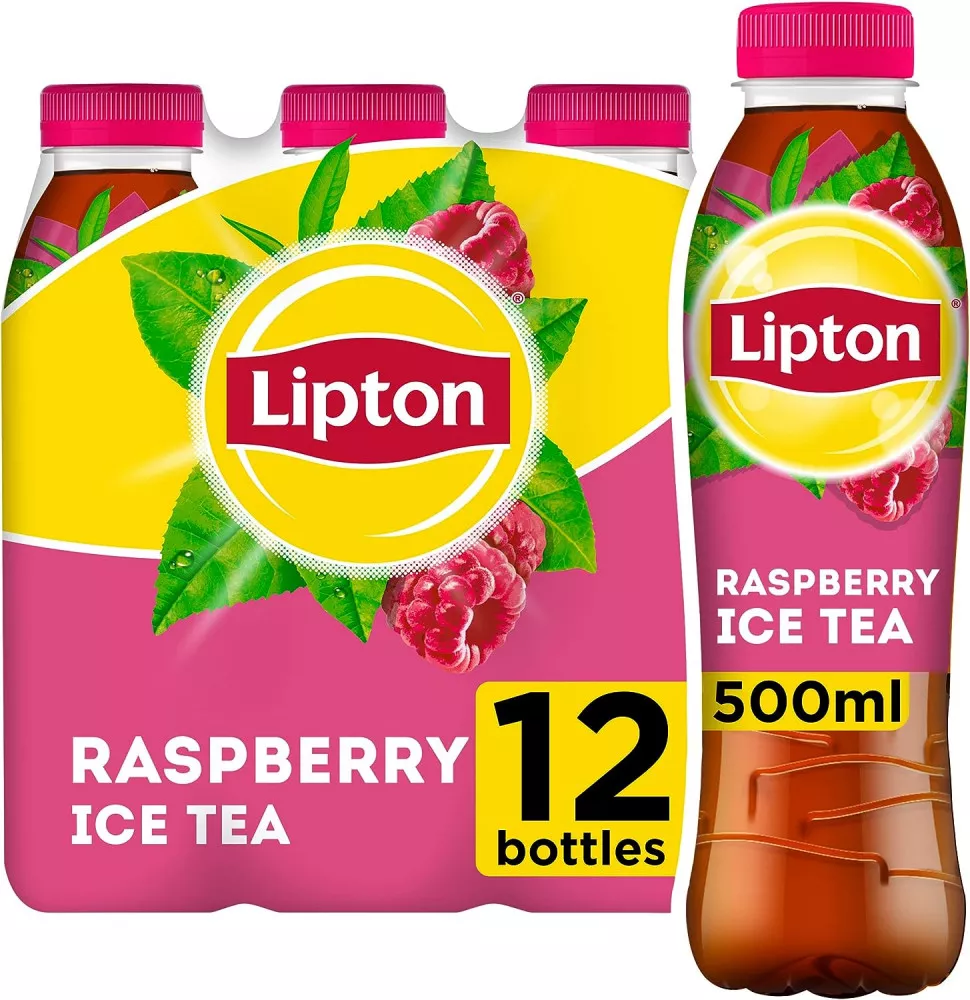 Lipton
®
RASPBERRY
ICE TEA
12
bottles
Lipton
®
RASPBERRY
ICE TEA
500ml